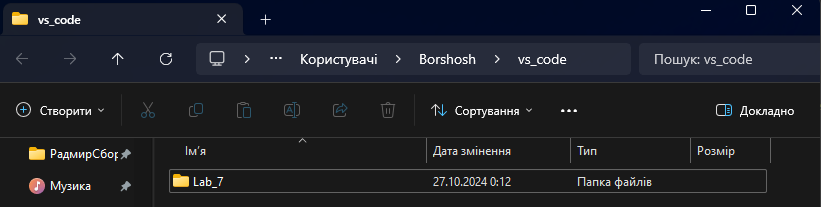 vs_code
Користувачі Borshosh vs_code Пошук: vs_code
Створити Сортування Докладно
Ім'я Дата змінення Тип Розмір
РадмирСбор
Lab_7 27.10.2024 0:12 Папка файлів
Музика